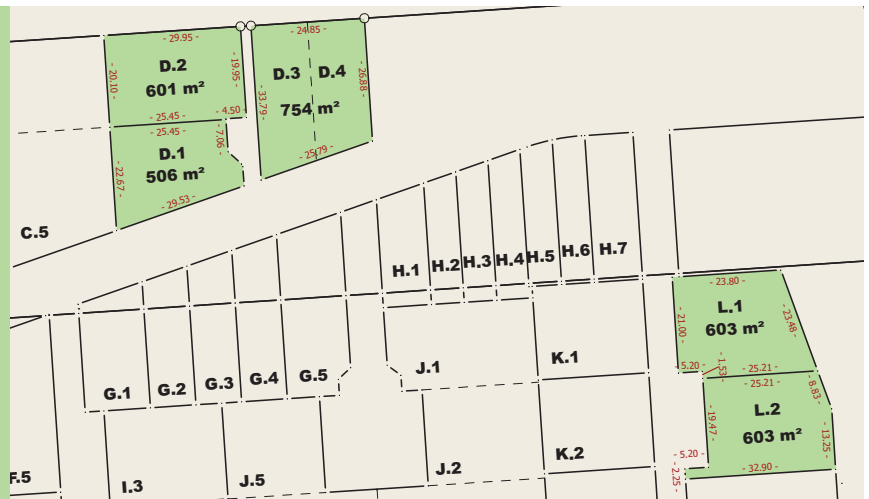 - 29.95 -
- 24.85
D.2
601 m²
- 20.10 -
- 19.95 -
D.3
D.4
754 m²
- 33.79 -
- 26.88 -
- 25.45 -
- 4.50 -
- 25.45 -
- 7.06 -
D.1
506 m²
- 22.67 -
- 25.79
- 29.53 -
C.5
H.1
H.2
H.3
H.4
H.5
H.6
H.7
- 23.80 -
L.1
603 m²
- 21.00 -
- 23.48 -
- 5.20 -
- 1.53 -
- 25.21 -
- 25.21 -
- 8.83 -
L.2
603 m²
- 19.47 -
- 13.25 -
- 5.20 -
- 2.25 -
- 32.90 -
G.1
G.2
G.3
G.4
G.5
J.1
K.1
F.5
I.3
J.5
J.2
K.2